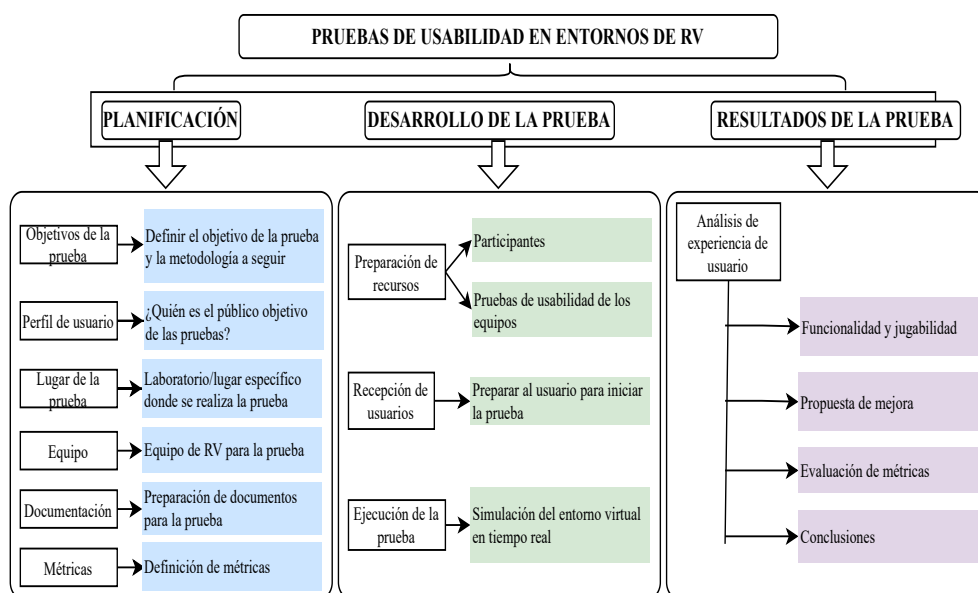 PRUEBAS DE USABILIDAD EN ENTORNOS DE RV
PLANIFICACIÓN
DESARROLLO DE LA PRUEBA
RESULTADOS DE LA PRUEBA
Objetivos de la
prueba
Definir el objetivo de la prueba
y la metodología a seguir
Perfil de usuario
¿Quién es el público objetivo
de las pruebas?
Lugar de la
prueba
Laboratorio/lugar específico
donde se realiza la prueba
Equipo
Equipo de RV para la prueba
Documentación
Preparación de documentos
para la prueba
Métricas
Definición de métricas
Preparación de
recursos
Participantes
Pruebas de usabilidad de los
equipos
Recepción de
usuarios
Preparar al usuario para iniciar
la prueba
Ejecución de la
prueba
Simulación del entorno virtual
en tiempo real
Análisis de
experiencia de
usuario
Funcionalidad y jugabilidad
Propuesta de mejora
Evaluación de métricas
Conclusiones